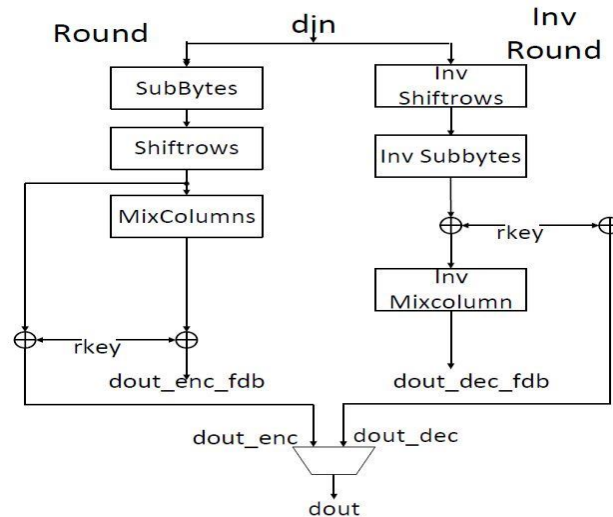 Round
din
Inv
Round
SubBytes
Inv
Shiftrows
Shiftrows
Inv Subbytes
MixColumns
rkey
Inv
Mixcolumn
rkey
dout_enc_fdb
dout_dec_fdb
dout_enc
dout_dec
dout